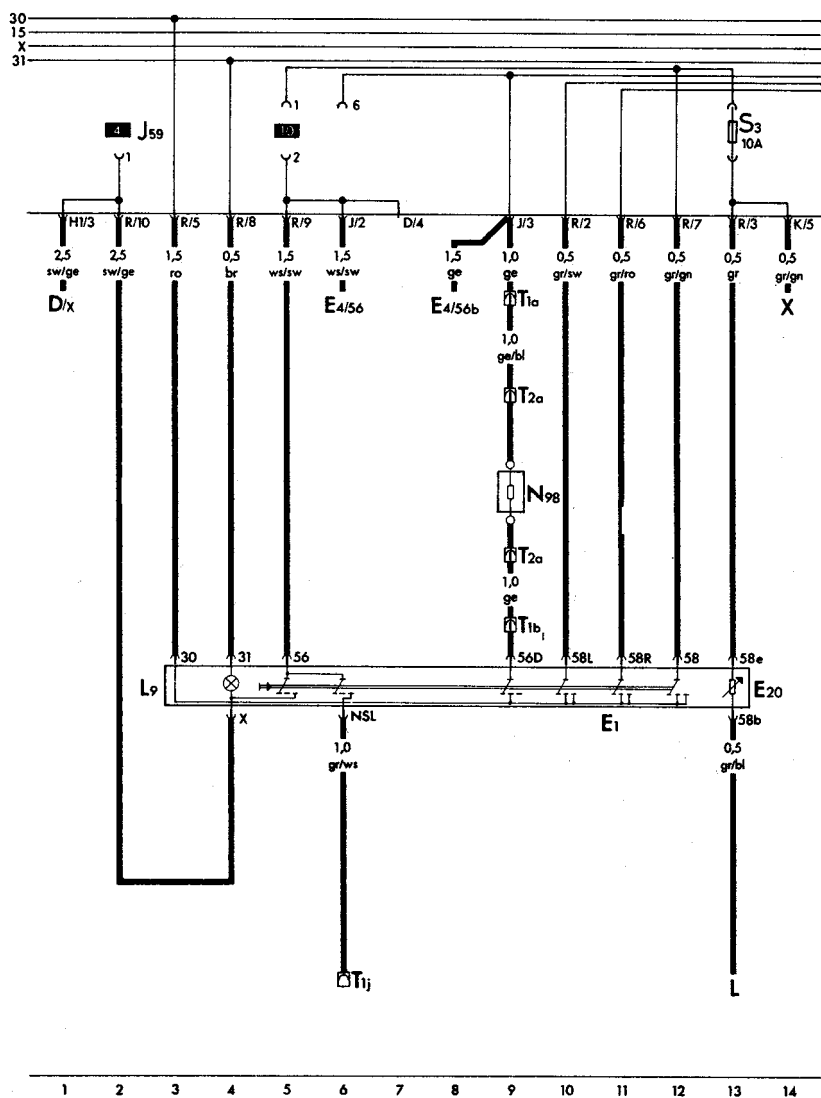 30
15
X
31
1
6
4 J59
10
S3
10A
1
2
H1/3 R/10 R/5 R/8 R/9 J/2 D/4 J/3 R/2 R/6 R/7 R/3 K/5
2,5 2,5 1,5 0,5 1,5 1,5 1,5 1,0 0,5 0,5 0,5 0,5 0,5
sw/ge sw/ge ro br ws/sw ws/sw ge ge gr/sw gr/ro gr/gn gr gr/gn
D/x E4/56 E4/56b T1a X
1,0
ge/bl
T2a
N98
T2a
1,0
ge
T1b
30 31 56 56D 58L 58R 58 58e
L9 E20
X NSL E1 58b
1,0 0,5
gr/ws gr/bl
T1j L
1 2 3 4 5 6 7 8 9 10 11 12 13 14